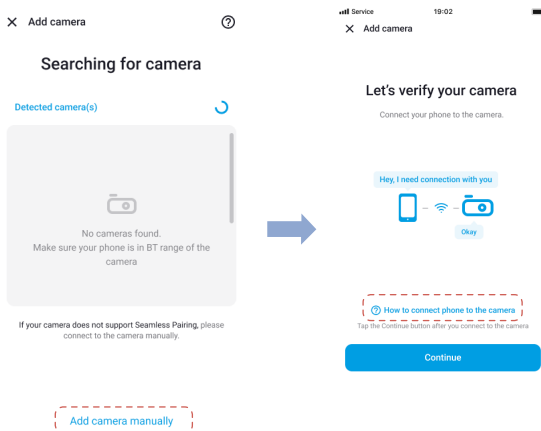 Add camera
Searching for camera
Detected camera(s)
No cameras found.
Make sure your phone is in BT range of the
camera
If your camera does not support Seamless Pairing, please
connect to the camera manually.
Add camera manually
Service 19:02
Add camera
Let's verify your camera
Connect your phone to the camera.
Hey, I need connection with you
Okay
How to connect phone to the camera
Tap the Continue button after you connect to the camera
Continue